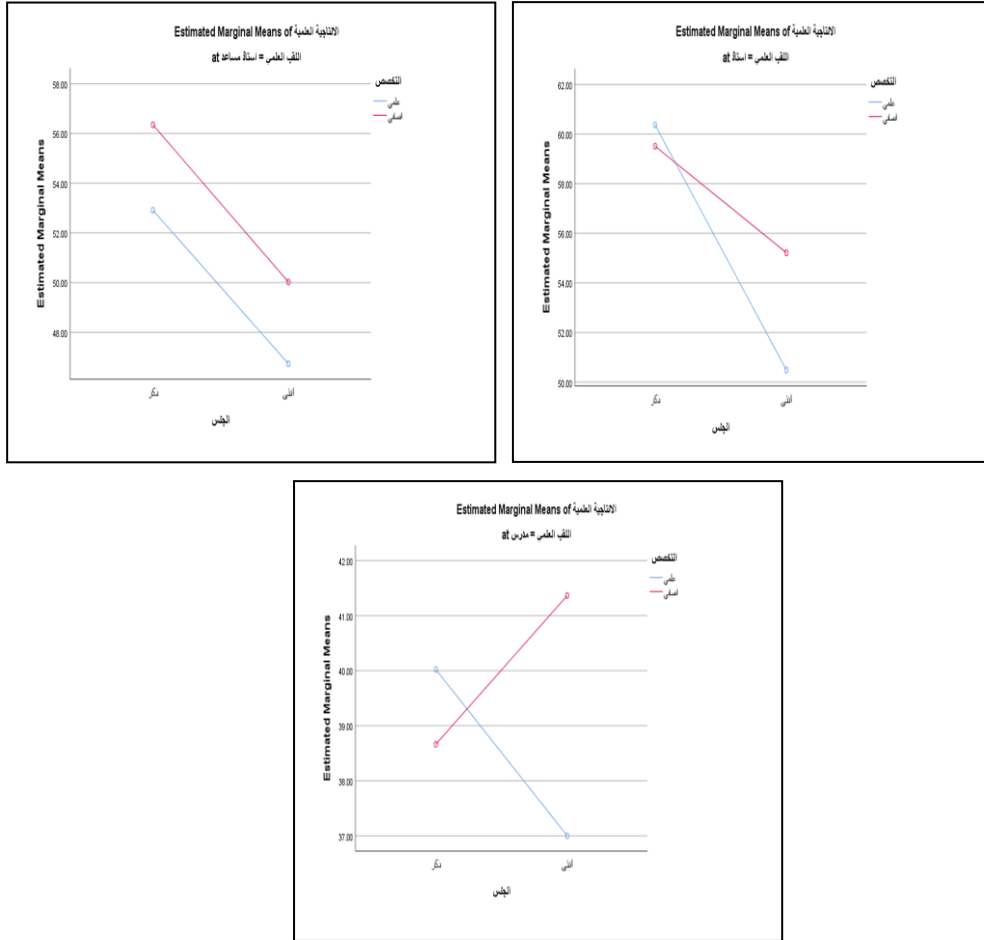 Estimated Marginal Means of الانتاجية العلمية
at اللقب العلمي = استاذ مساعد
التخصص
علمي
انساني
Estimated Marginal Means
58.00
56.00
54.00
52.00
50.00
48.00
ذكر
انثى
الجنس
Estimated Marginal Means of الانتاجية العلمية
at اللقب العلمي = استاذ
التخصص
علمي
انساني
Estimated Marginal Means
62.00
60.00
58.00
56.00
54.00
52.00
50.00
ذكر
انثى
الجنس
Estimated Marginal Means of الانتاجية العلمية
at اللقب العلمي = مدرس
التخصص
علمي
انساني
Estimated Marginal Means
42.00
41.00
40.00
39.00
38.00
37.00
ذكر
انثى
الجنس